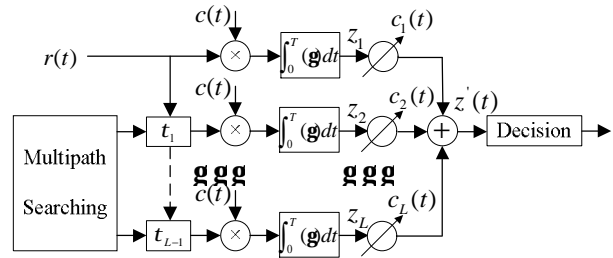 c(t)
r(t) × ∫₀ᵀ(g)dt z₁ c₁(t)
c(t)
Multipath Searching
t₁ × ∫₀ᵀ(g)dt z₂ c₂(t) + z'(t) Decision
g g g g g g
c(t)
t_{L-1} × ∫₀ᵀ(g)dt z_L c_L(t)